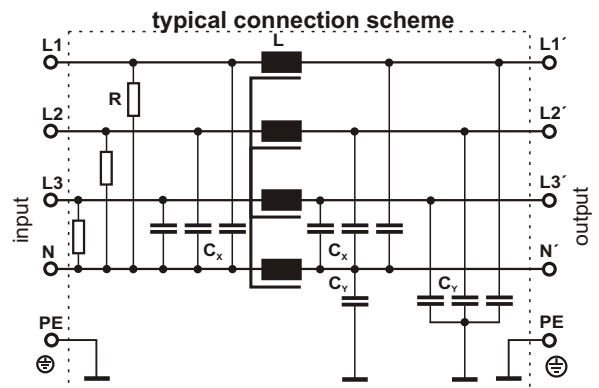 typical connection scheme
L1
L
L1´
R
L2
L2´
L3
L3´
input
output
N
Cx
Cx
N´
CY
CY
PE
PE